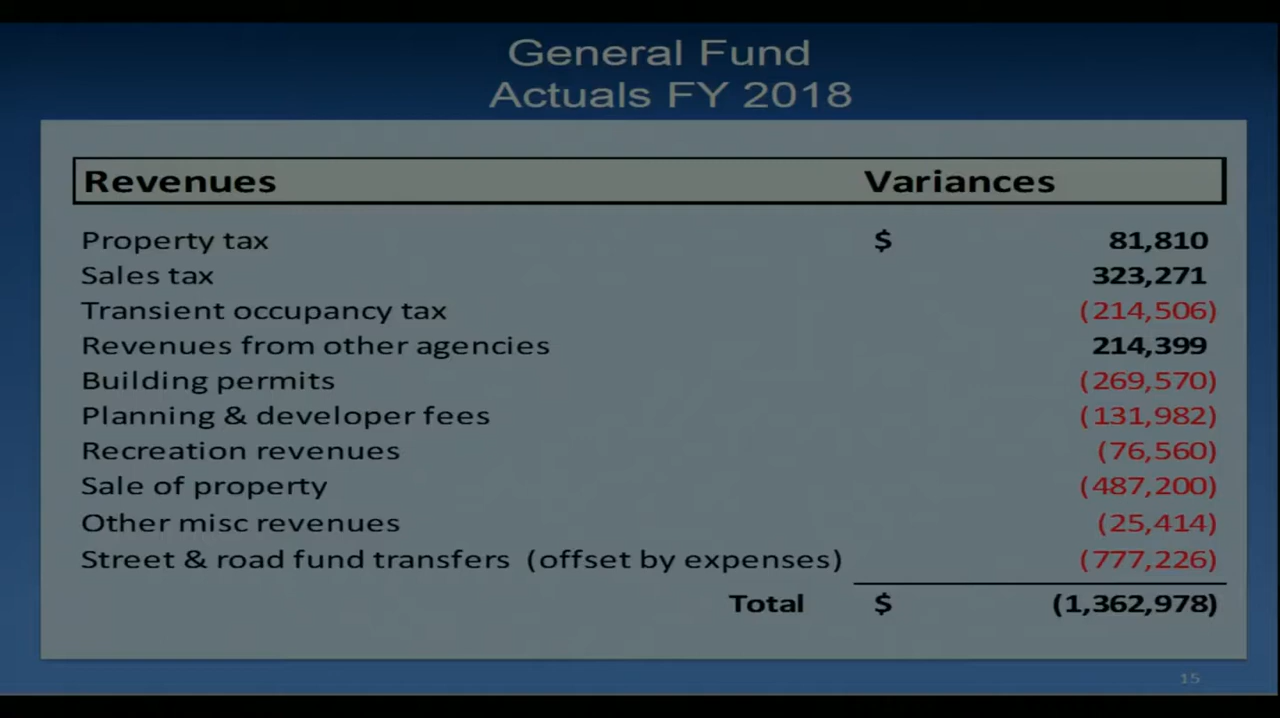 General Fund
Actuals FY 2018
Revenues Variances
Property tax $ 81,810
Sales tax 323,271
Transient occupancy tax (214,506)
Revenues from other agencies 214,399
Building permits (269,570)
Planning & developer fees (131,982)
Recreation revenues (76,560)
Sale of property (487,200)
Other misc revenues (25,414)
Street & road fund transfers (offset by expenses) (777,226)
Total $ (1,362,978)
15